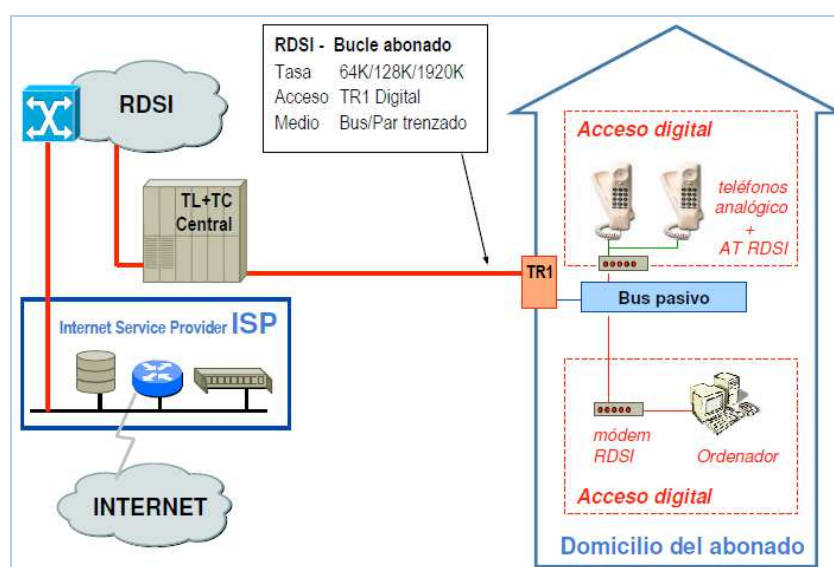 RDSI
TL+TC
Central
Internet Service Provider ISP
INTERNET
RDSI - Bucle abonado
Tasa 64K/128K/1920K
Acceso TR1 Digital
Medio Bus/Par trenzado
Acceso digital
teléfonos
analógico
+
AT RDSI
TR1
Bus pasivo
módem
RDSI
Ordenador
Acceso digital
Domicilio del abonado